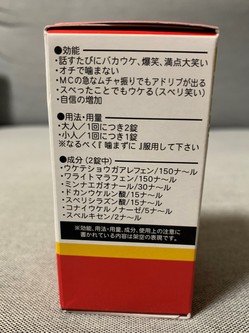 ●効能
・話すたびにバカウケ、爆笑、満点大笑い
・オチで噛まない
・MCの急なムチャ振りでもアドリブが出る
・スベったことでもウケる(スベリ笑い)
・自信の増加
●用法・用量
・大人/1回につき2錠
・小人/1回につき1錠
※なるべく『噛まずに』服用して下さい
●成分(2錠中)
・ウケテショウガアレフェン/150ナ〜ル
・ワライトマラフェン/150ナ〜ル
・ミンナエガオナール/30ナ〜ル
・ドカンウケルン酸/15ナ〜ル
・スベリシラズン酸/15ナ〜ル
・コナイウケルノナーゼ/5ナ〜ル
・スベルキセン/2ナ〜ル
※効能、用法・用量、成分、使用上の注意に
書かれている内容は架空の表現です。